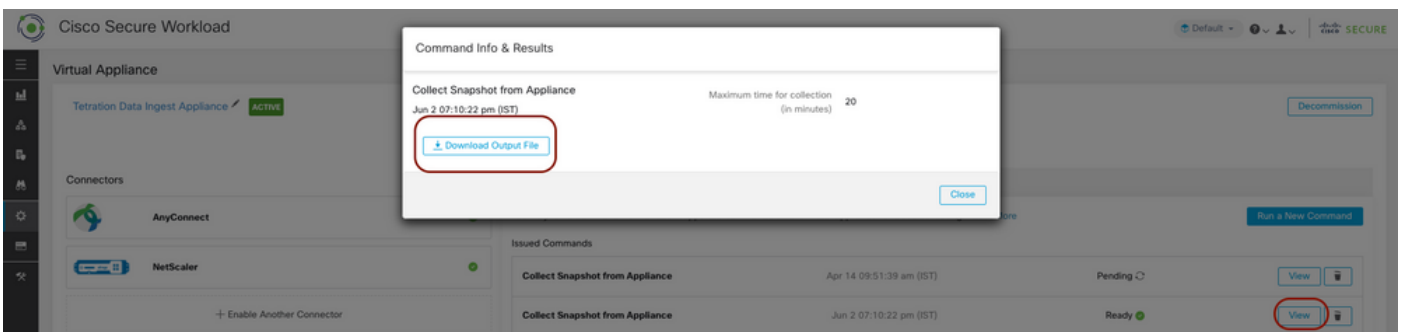 Cisco Secure Workload
Default
SECURE
Command Info & Results
Virtual Appliance
Collect Snapshot from Appliance
Jun 2 07:10:22 pm (IST)
Maximum time for collection
(in minutes)
20
Tetration Data Ingest Appliance
ACTIVE
Decommission
Download Output File
Connectors
Close
AnyConnect
Run a New Command
Issued Commands
NetScaler
Collect Snapshot from Appliance Apr 14 09:51:39 am (IST) Pending View
+ Enable Another Connector
Collect Snapshot from Appliance Jun 2 07:10:22 pm (IST) Ready View